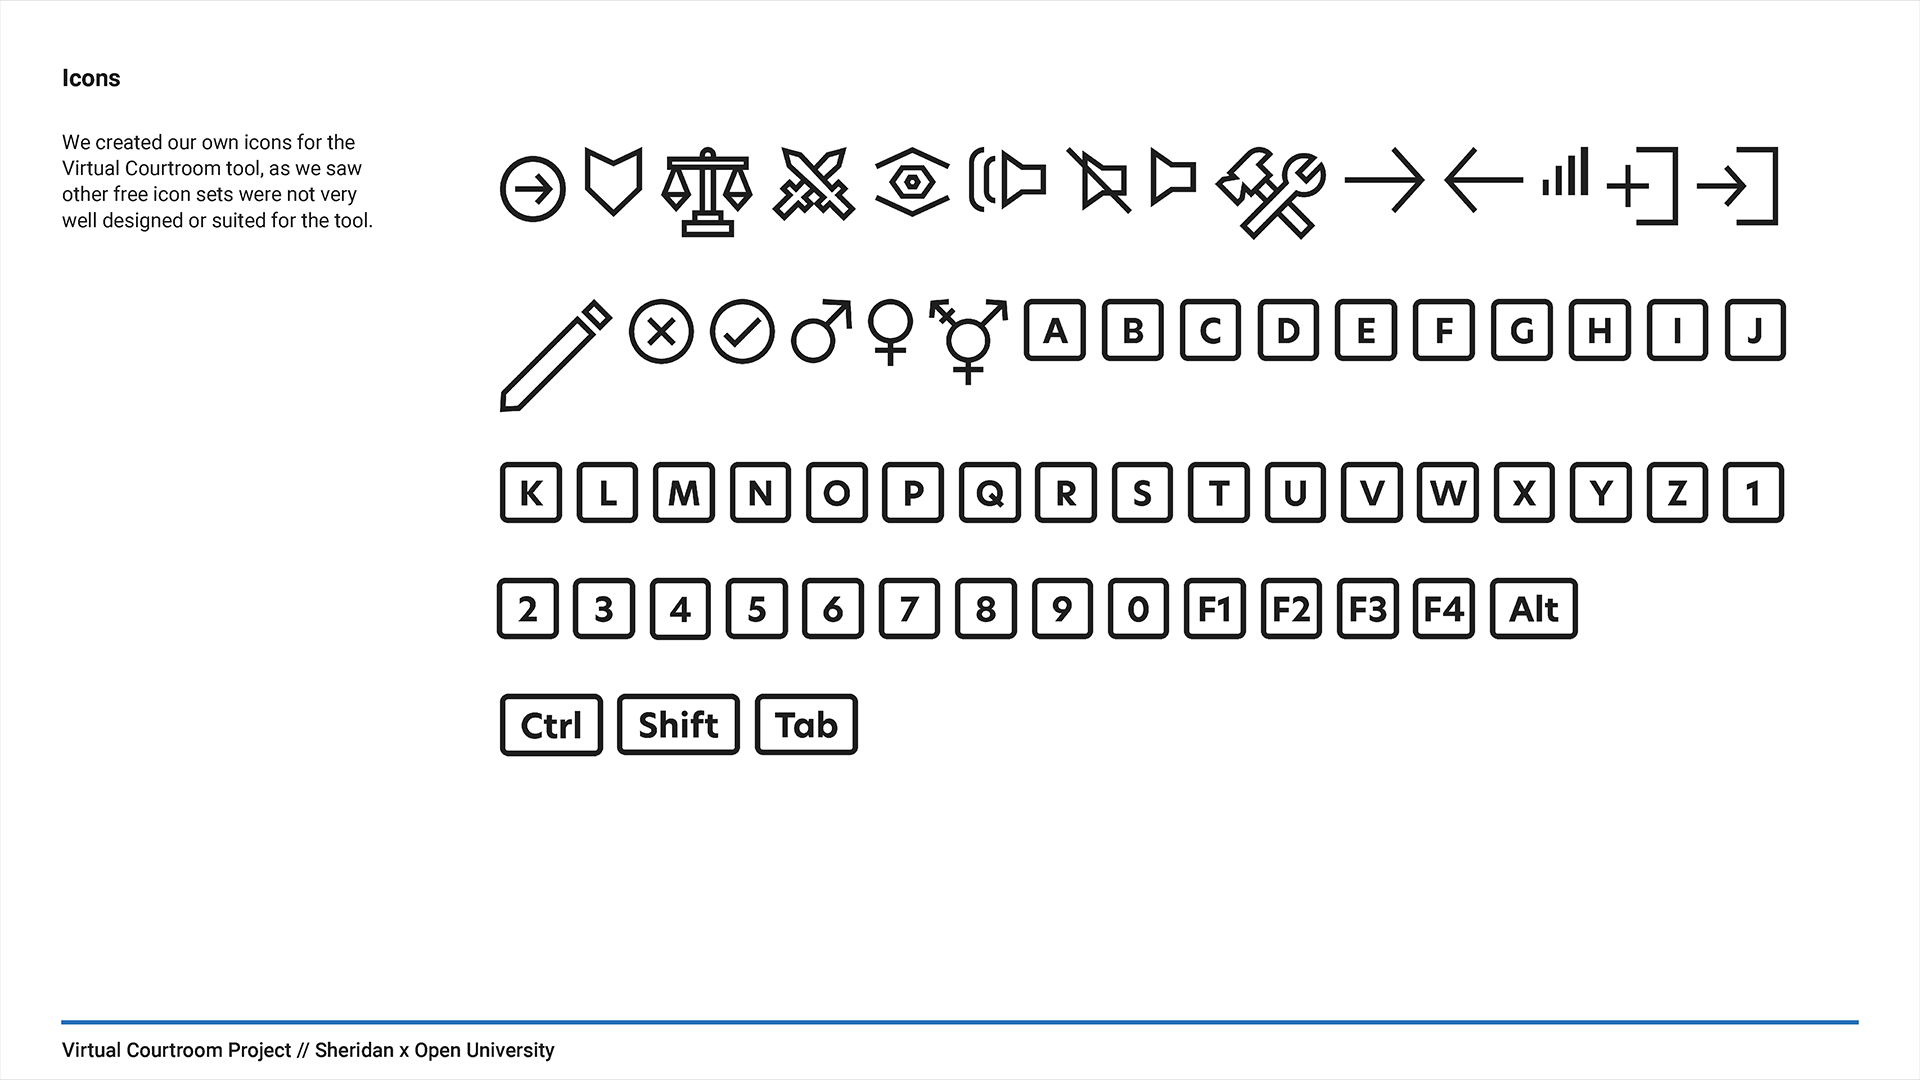 Icons
We created our own icons for the
Virtual Courtroom tool, as we saw
other free icon sets were not very
well designed or suited for the tool.
A B C D E F G H I J
K L M N O P Q R S T U V W X Y Z 1
2 3 4 5 6 7 8 9 0 F1 F2 F3 F4 Alt
Ctrl Shift Tab
Virtual Courtroom Project // Sheridan x Open University